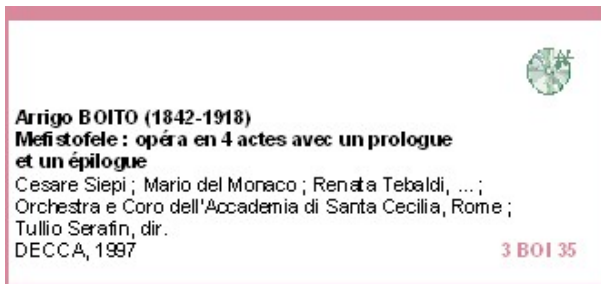 Arrigo BOITO (1842-1918)
Mefistofele : opéra en 4 actes avec un prologue
et un épilogue
Cesare Siepi ; Mario del Monaco ; Renata Tebaldi, ... ;
Orchestra e Coro dell'Accademia di Santa Cecilia, Rome ;
Tullio Serafin, dir.
DECCA, 1997
3 BOI 35